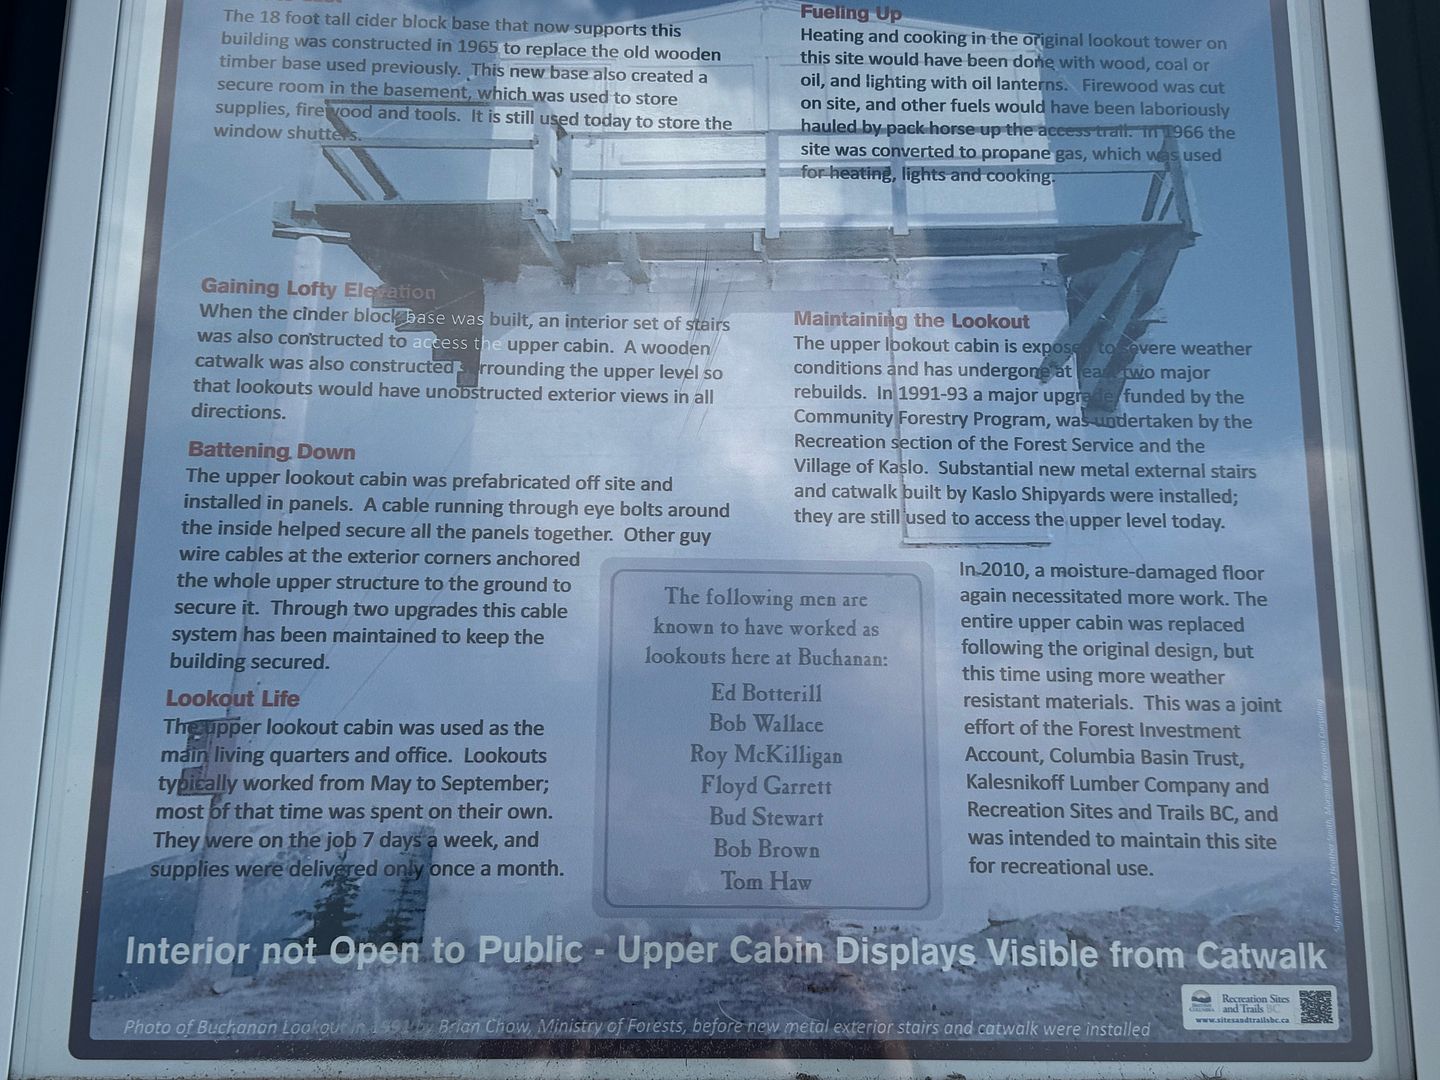 The 18 foot tall cider block base that now supports this
building was constructed in 1965 to replace the old wooden
timber base used previously. This new base also created a
secure room in the basement, which was used to store
supplies, firewood and tools. It is still used today to store the
window shutters.
Gaining Lofty Elevation
When the cinder block base was built, an interior set of stairs
was also constructed to access the upper cabin. A wooden
catwalk was also constructed surrounding the upper level so
that lookouts would have unobstructed exterior views in all
directions.
Battening Down
The upper lookout cabin was prefabricated off site and
installed in panels. A cable running through eye bolts around
the inside helped secure all the panels together. Other guy
wire cables at the exterior corners anchored
the whole upper structure to the ground to
secure it. Through two upgrades this cable
system has been maintained to keep the
building secured.
Lookout Life
The upper lookout cabin was used as the
main living quarters and office. Lookouts
typically worked from May to September;
most of that time was spent on their own.
They were on the job 7 days a week, and
supplies were delivered only once a month.
Fueling Up
Heating and cooking in the original lookout tower on
this site would have been done with wood, coal or
oil, and lighting with oil lanterns. Firewood was cut
on site, and other fuels would have been laboriously
hauled by pack horse up the access trail. In 1966 the
site was converted to propane gas, which was used
for heating, lights and cooking.
Maintaining the Lookout
The upper lookout cabin is exposed to severe weather
conditions and has undergone at least two major
rebuilds. In 1991-93 a major upgrade, funded by the
Community Forestry Program, was undertaken by the
Recreation section of the Forest Service and the
Village of Kaslo. Substantial new metal external stairs
and catwalk built by Kaslo Shipyards were installed;
they are still used to access the upper level today.
In 2010, a moisture-damaged floor
again necessitated more work. The
entire upper cabin was replaced
following the original design, but
this time using more weather
resistant materials. This was a joint
effort of the Forest Investment
Account, Columbia Basin Trust,
Kalesnikoff Lumber Company and
Recreation Sites and Trails BC, and
was intended to maintain this site
for recreational use.
The following men are
known to have worked as
lookouts here at Buchanan:
Ed Botterill
Bob Wallace
Roy McKilligan
Floyd Garrett
Bud Stewart
Bob Brown
Tom Haw
Interior not Open to Public - Upper Cabin Displays Visible from Catwalk
Recreation Sites
and Trails BC
www.sitesandtrailsbc.ca
Photo of Buchanan Lookout in by Brian Chow, Ministry of Forests, before new metal exterior stairs and catwalk were installed